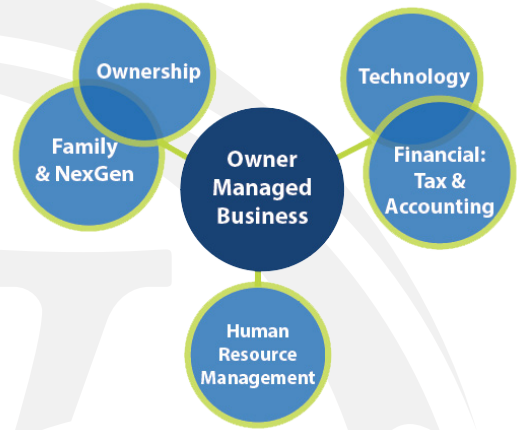 Ownership
Family
& NexGen
Owner
Managed
Business
Technology
Financial:
Tax &
Accounting
Human
Resource
Management